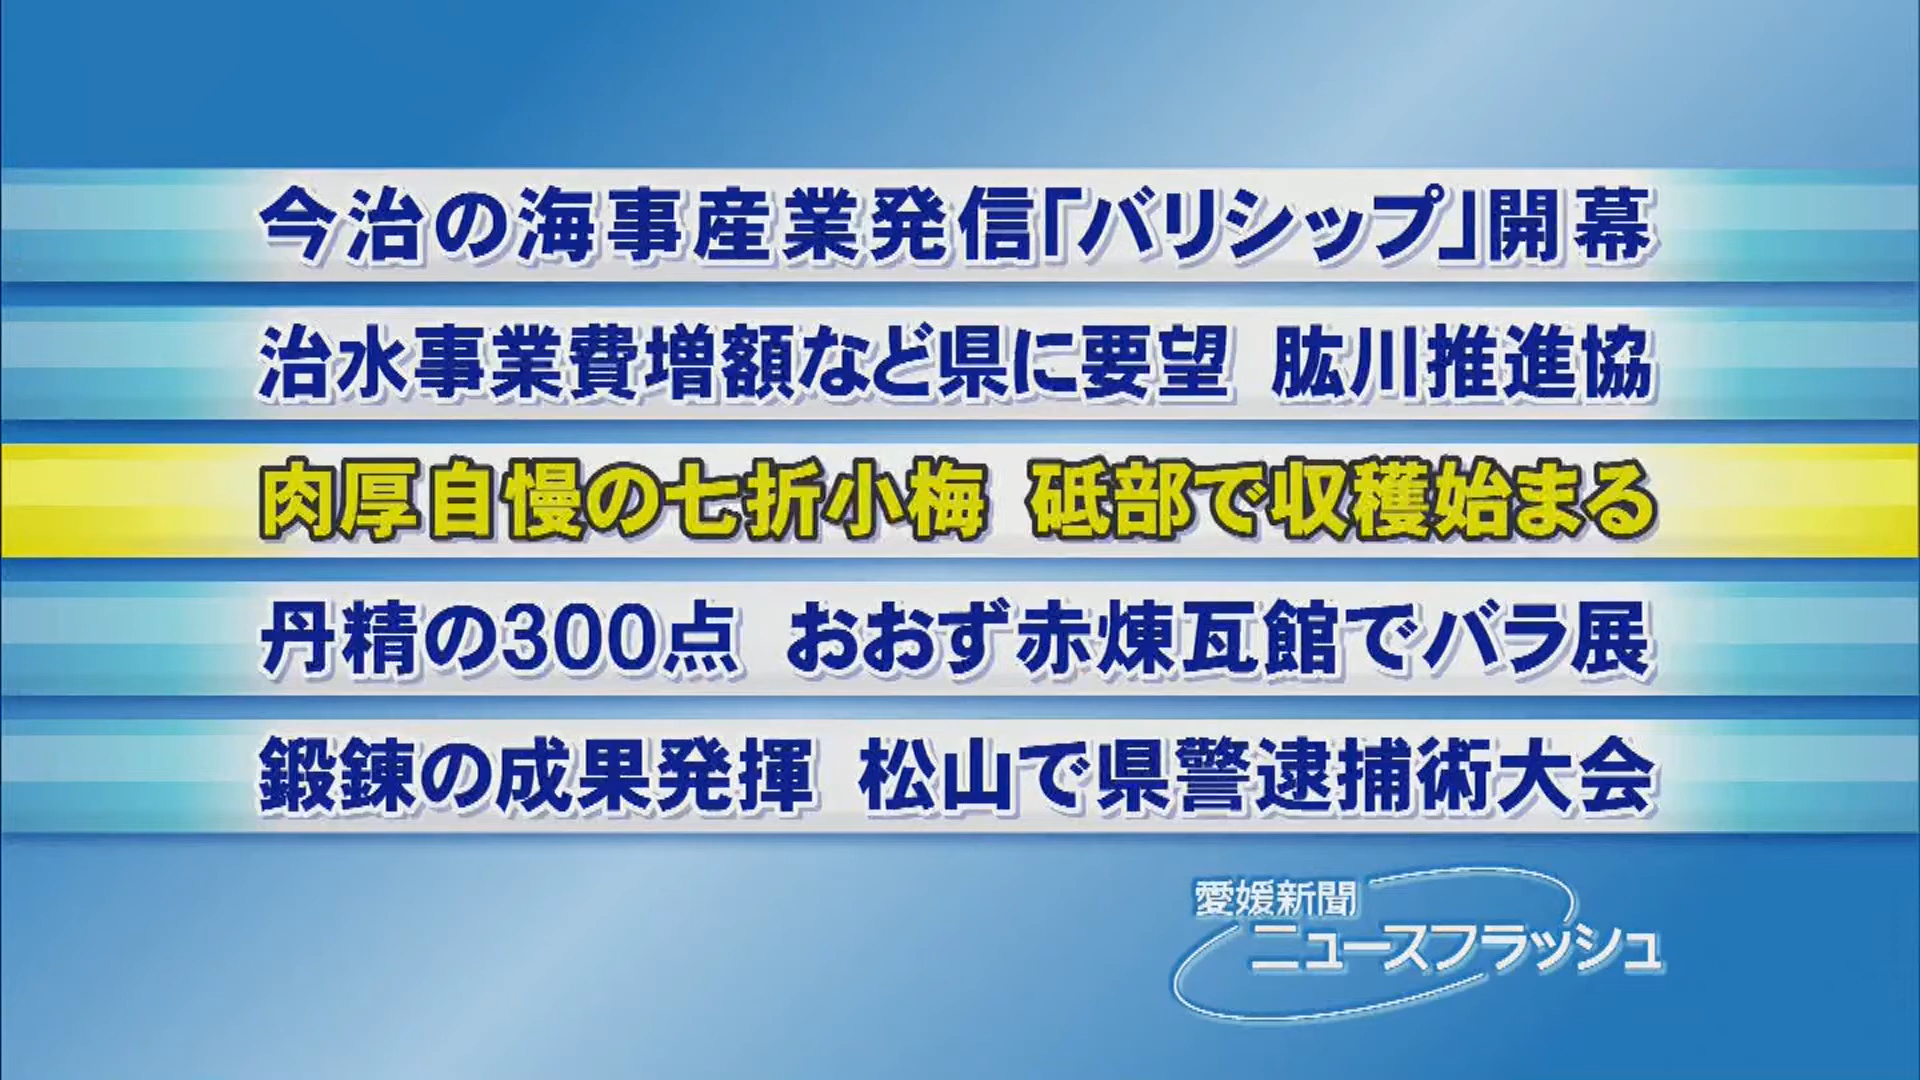 今治の海事産業発信「バリシップ」開幕
治水事業費増額など県に要望 肱川推進協
肉厚自慢の七折小梅 砥部で収穫始まる
丹精の300点 おおず赤煉瓦館でバラ展
鍛錬の成果発揮 松山で県警逮捕術大会
愛媛新聞
ニュースフラッシュ